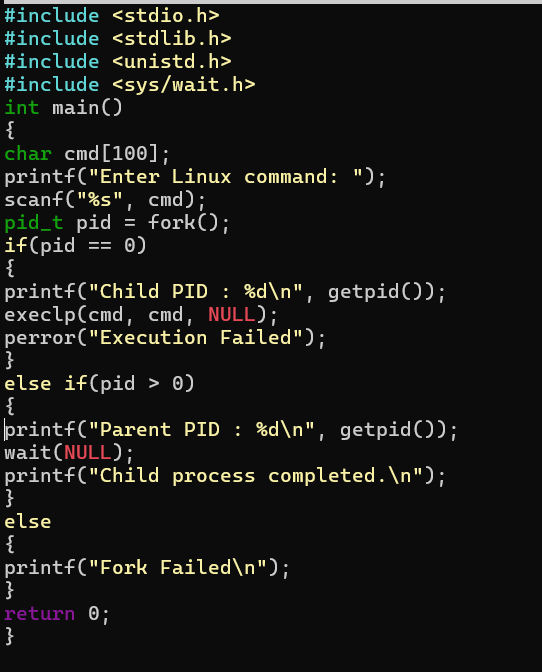 #include <stdio.h>
#include <stdlib.h>
#include <unistd.h>
#include <sys/wait.h>
int main()
{
char cmd[100];
printf("Enter Linux command: ");
scanf("%s", cmd);
pid_t pid = fork();
if(pid == 0)
{
printf("Child PID : %d\n", getpid());
execlp(cmd, cmd, NULL);
perror("Execution Failed");
}
else if(pid > 0)
{
printf("Parent PID : %d\n", getpid());
wait(NULL);
printf("Child process completed.\n");
}
else
{
printf("Fork Failed\n");
}
return 0;
}